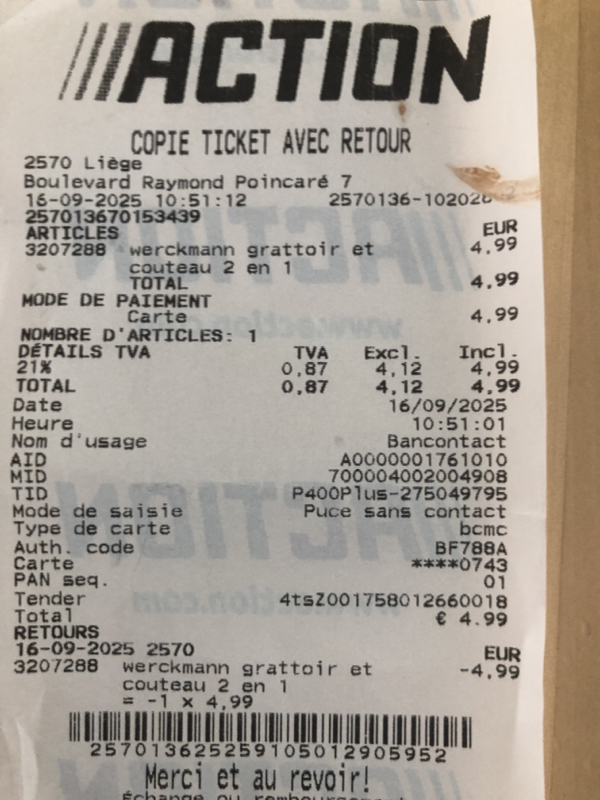 ACTION
COPIE TICKET AVEC RETOUR
2570 Liège
Boulevard Raymond Poincaré 7
16-09-2025 10:51:12 2570136-102020
257013670153439
ARTICLES EUR
3207288 werckmann grattoir et 4,99
couteau 2 en 1
TOTAL 4,99
MODE DE PAIEMENT
Carte 4,99
NOMBRE D'ARTICLES: 1
DÉTAILS TVA TVA Excl. Incl.
21% 0,87 4,12 4,99
TOTAL 0,87 4,12 4,99
Date 16/09/2025
Heure 10:51:01
Nom d'usage Bancontact
AID A0000001761010
MID 700004002004908
TID P400Plus-275049795
Mode de saisie Puce sans contact
Type de carte bcmc
Auth. code BF788A
Carte ****0743
PAN seq. 01
Tender 4tsZ001758012660018
Total € 4.99
RETOURS
16-09-2025 2570 EUR
3207288 werckmann grattoir et -4,99
couteau 2 en 1
= -1 x 4,99
257013625259105012905952
Merci et au revoir!
Échange ou remboursement